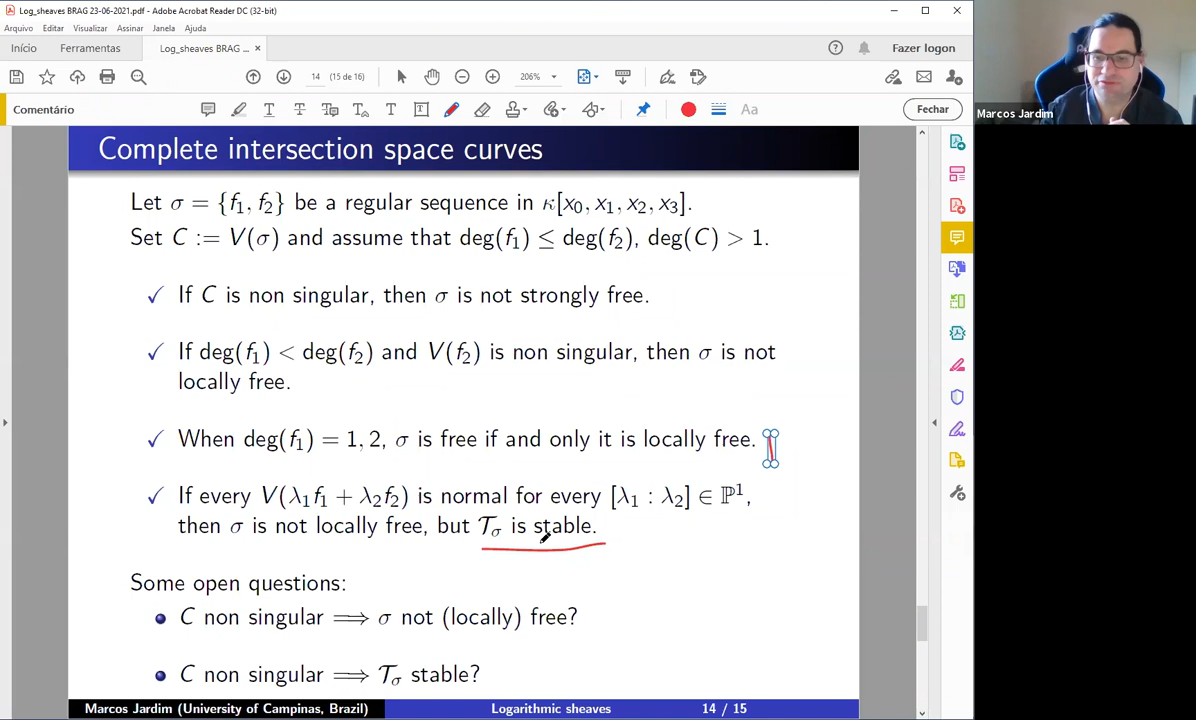 Log_sheaves BRAG 23-06-2021.pdf - Adobe Acrobat Reader DC (32-bit)
Arquivo Editar Visualizar Assinar Janela Ajuda
Início Ferramentas Log_sheaves BRAG ... × Fazer logon
14 (15 de 16) 206%
Comentário Aa Fechar
Marcos Jardim
Complete intersection space curves
Let σ = {f₁, f₂} be a regular sequence in κ[x₀, x₁, x₂, x₃].
Set C := V(σ) and assume that deg(f₁) ≤ deg(f₂), deg(C) > 1.
✓ If C is non singular, then σ is not strongly free.
✓ If deg(f₁) < deg(f₂) and V(f₂) is non singular, then σ is not
locally free.
✓ When deg(f₁) = 1, 2, σ is free if and only it is locally free.
✓ If every V(λ₁f₁ + λ₂f₂) is normal for every [λ₁ : λ₂] ∈ ℙ¹,
then σ is not locally free, but 𝒯σ is stable.
Some open questions:
• C non singular ⟹ σ not (locally) free?
• C non singular ⟹ 𝒯σ stable?
Marcos Jardim (University of Campinas, Brazil) Logarithmic sheaves 14 / 15